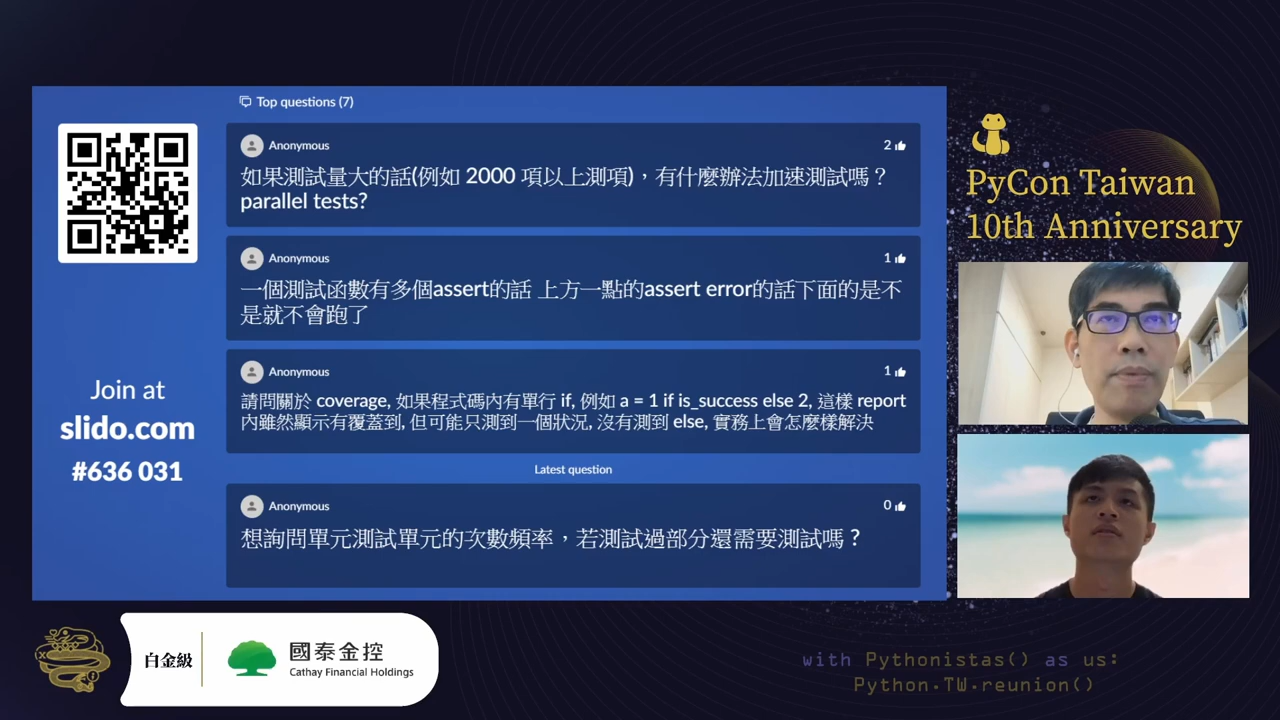 Top questions (7)
Anonymous
2
如果測試量大的話(例如 2000 項以上測項)，有什麼辦法加速測試嗎？
parallel tests?
Anonymous
1
一個測試函數有多個assert的話 上方一點的assert error的話下面的是不
是就不會跑了
Anonymous
1
請問關於 coverage, 如果程式碼內有單行 if, 例如 a = 1 if is_success else 2, 這樣 report
內雖然顯示有覆蓋到, 但可能只測到一個狀況, 沒有測到 else, 實務上會怎麼樣解決
Latest question
Anonymous
0
想詢問單元測試單元的次數頻率，若測試過部分還需要測試嗎？
Join at
slido.com
#636 031
PyCon Taiwan
10th Anniversary
白金級
國泰金控
Cathay Financial Holdings
with Pythonistas() as us:
Python.TW.reunion()